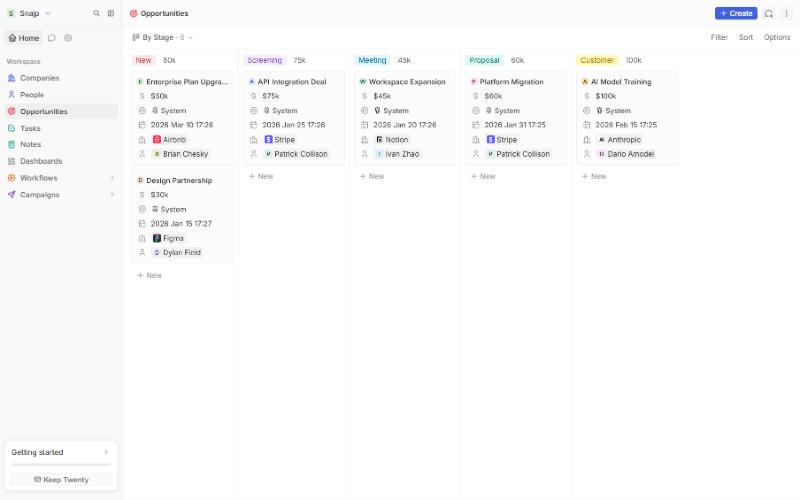 Snap
Home
Workspace
Companies
People
Opportunities
Tasks
Notes
Dashboards
Workflows
Campaigns
Getting started
Keep Twenty
Opportunities
+ Create
By Stage · 6
Filter
Sort
Options
New 80k
Enterprise Plan Upgra...
$50k
System
2026 Mar 10 17:26
Airbnb
Brian Chesky
Design Partnership
$30k
System
2026 Jan 15 17:27
Figma
Dylan Field
+ New
Screening 75k
API Integration Deal
$75k
System
2026 Jan 25 17:26
Stripe
Patrick Collison
+ New
Meeting 45k
Workspace Expansion
$45k
System
2026 Jan 20 17:26
Notion
Ivan Zhao
+ New
Proposal 60k
Platform Migration
$60k
System
2026 Jan 31 17:25
Stripe
Patrick Collison
+ New
Customer 100k
AI Model Training
$100k
System
2026 Feb 15 17:25
Anthropic
Dario Amodei
+ New